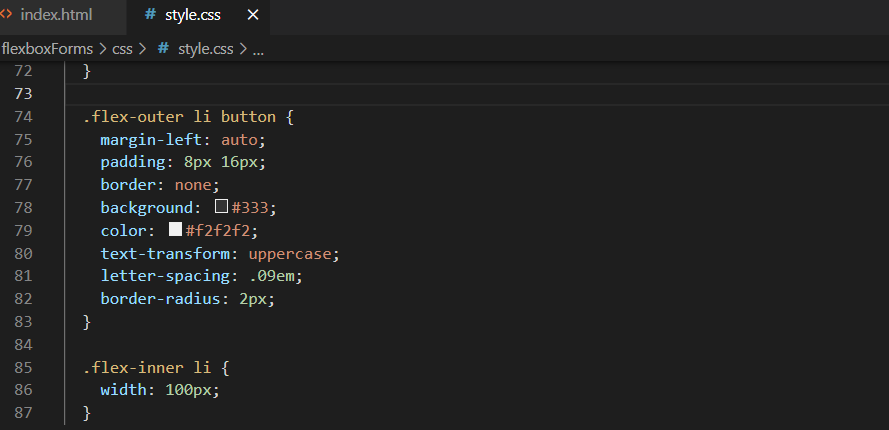 <> index.html # style.css ×
flexboxForms > css > # style.css > ...
72 }
73
74 .flex-outer li button {
75 margin-left: auto;
76 padding: 8px 16px;
77 border: none;
78 background: #333;
79 color: #f2f2f2;
80 text-transform: uppercase;
81 letter-spacing: .09em;
82 border-radius: 2px;
83 }
84
85 .flex-inner li {
86 width: 100px;
87 }